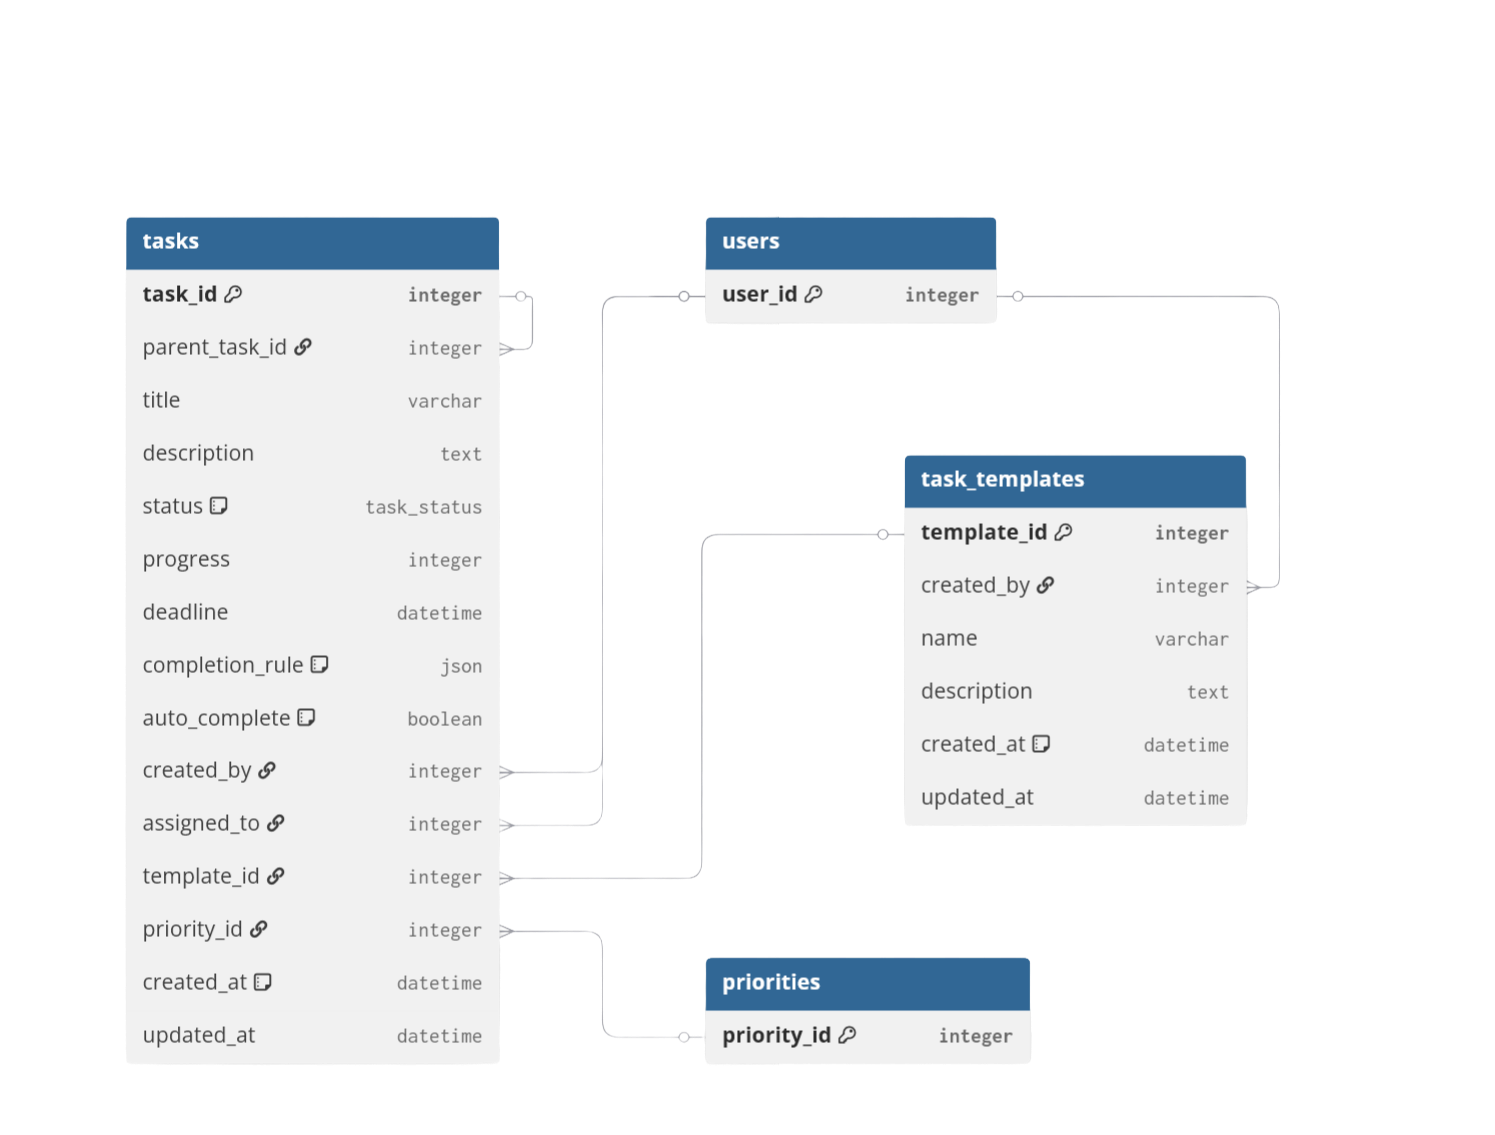 tasks
task_id integer
parent_task_id integer
title varchar
description text
status task_status
progress integer
deadline datetime
completion_rule json
auto_complete boolean
created_by integer
assigned_to integer
template_id integer
priority_id integer
created_at datetime
updated_at datetime
users
user_id integer
task_templates
template_id integer
created_by integer
name varchar
description text
created_at datetime
updated_at datetime
priorities
priority_id integer